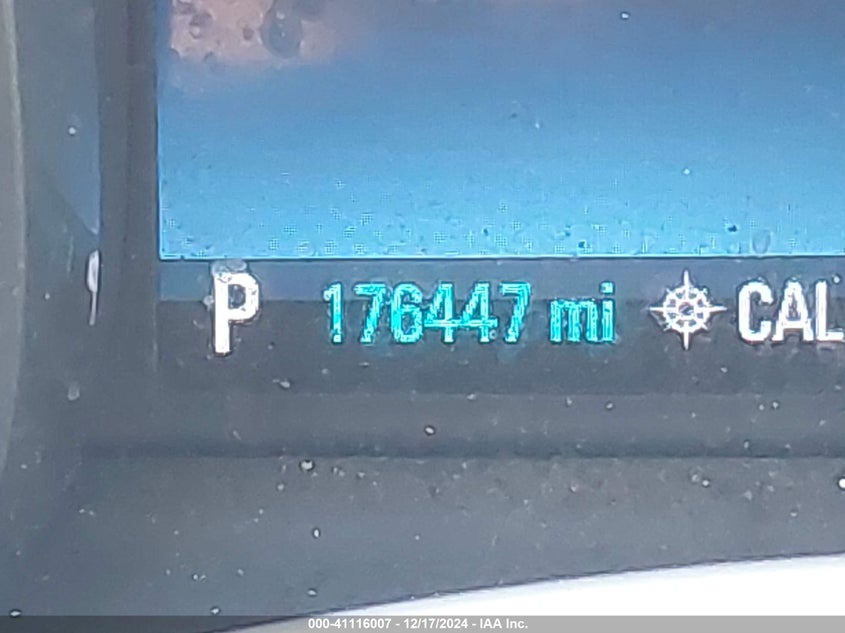 P 176447 mi CAL
000-41116007 - 12/17/2024 - IAA Inc.